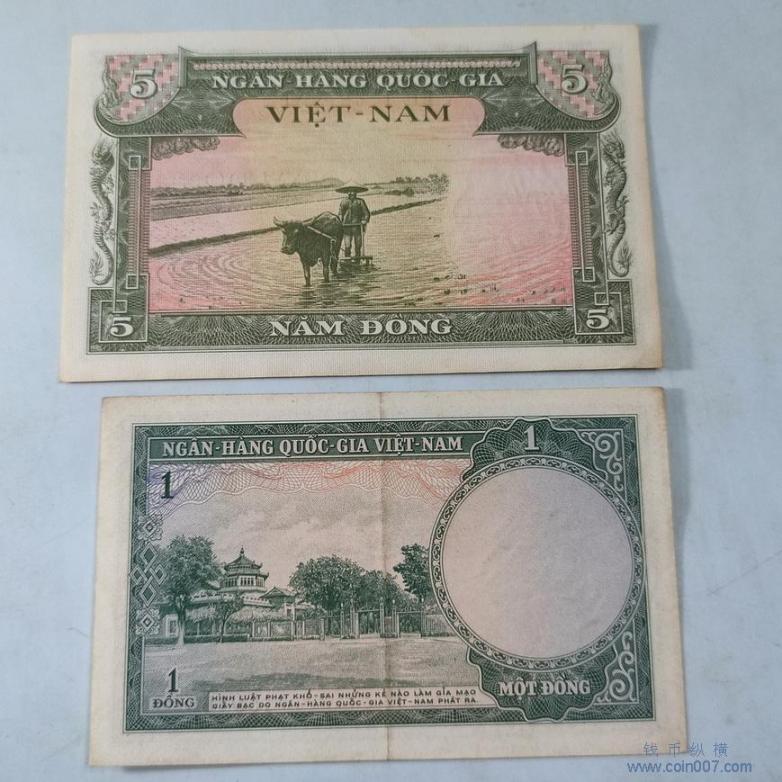 5 NGÂN-HÀNG QUỐC-GIA 5
VIỆT-NAM
5 NĂM ĐỒNG 5
NGÂN-HÀNG QUỐC-GIA VIỆT-NAM 1
1
1
ĐỒNG
HÌNH LUẬT PHẠT KHỔ-SAI NHỮNG KẺ NÀO LÀM GIẢ MẠO
GIẤY BẠC DO NGÂN-HÀNG QUỐC-GIA VIỆT-NAM PHÁT RA.
MỘT ĐỒNG
钱币纵横
www.coin007.com